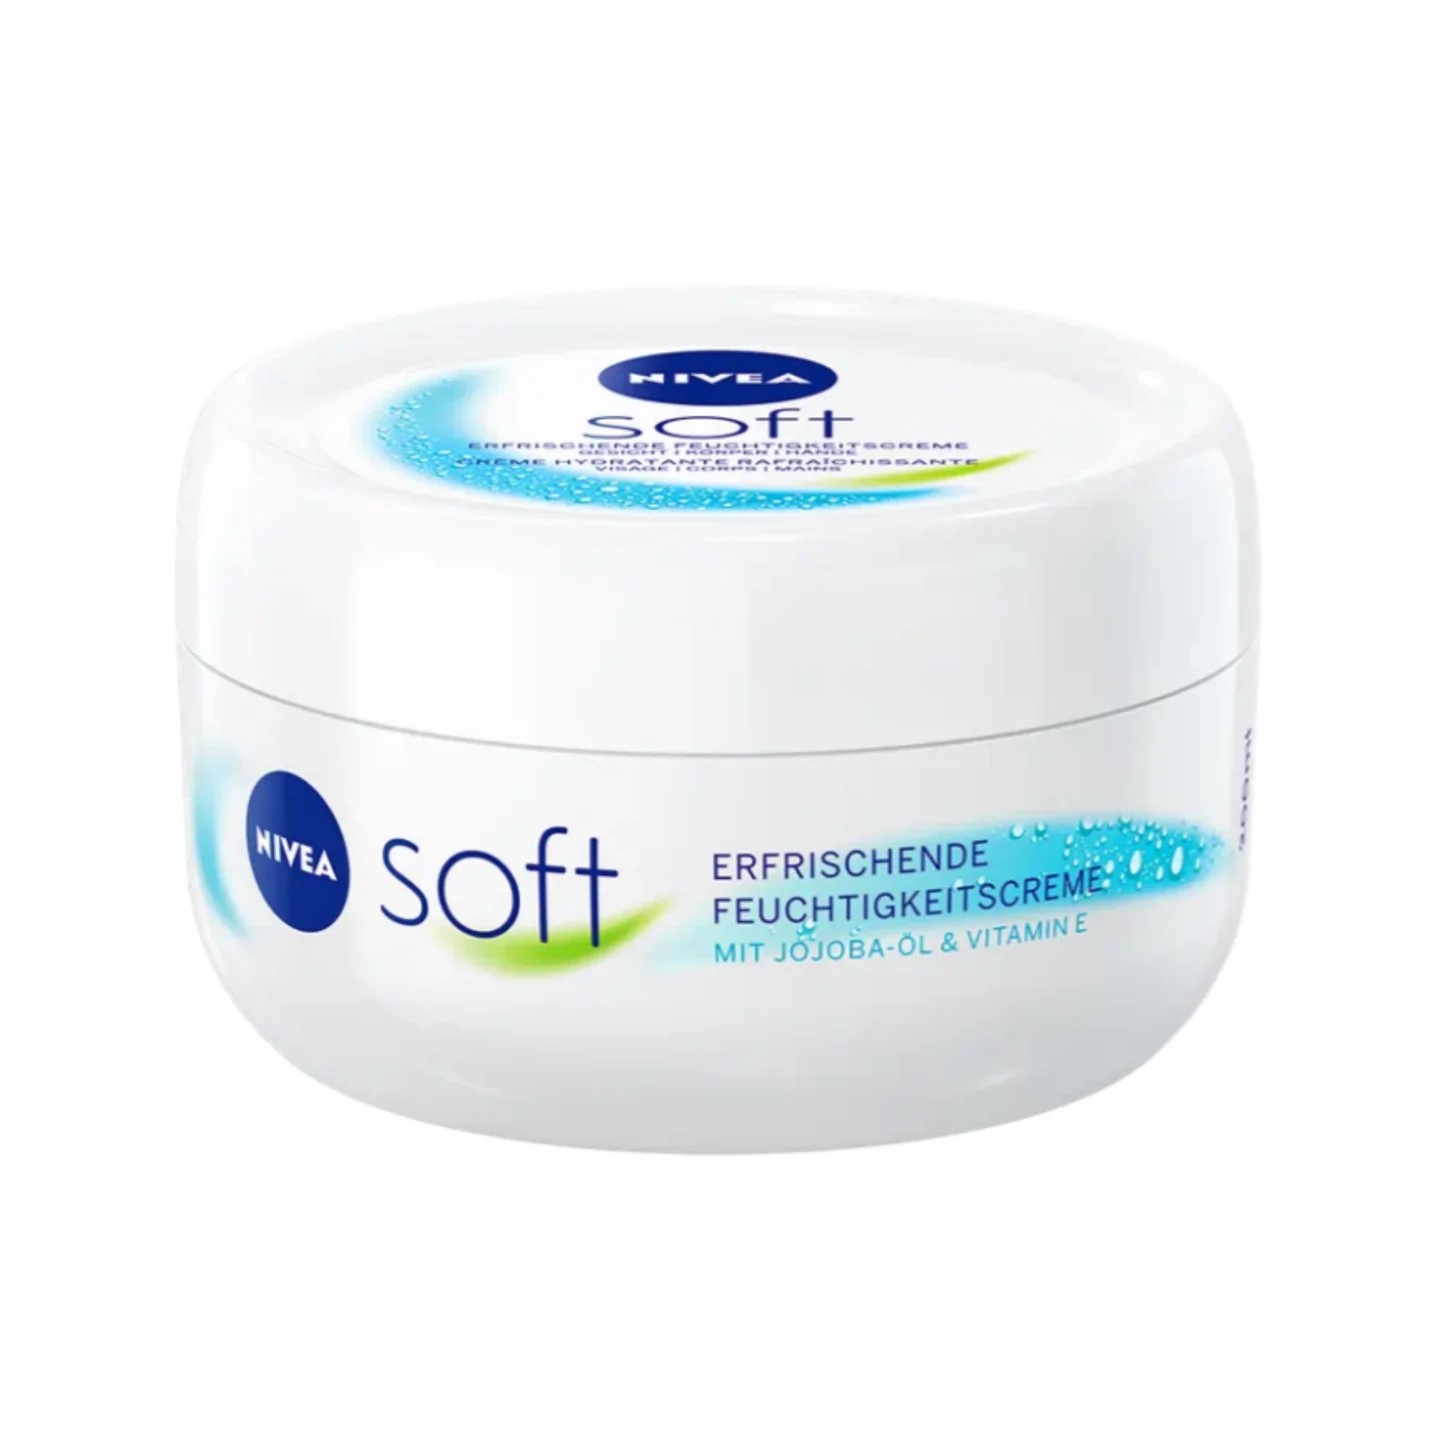 NIVEA
soft
ERFRISCHENDE FEUCHTIGKEITSCREME
GESICHT | KÖRPER | HÄNDE
CRÈME HYDRATANTE RAFRAÎCHISSANTE
VISAGE | CORPS | MAINS
NIVEA
soft
ERFRISCHENDE
FEUCHTIGKEITSCREME
MIT JOJOBA-ÖL & VITAMIN E
200ml